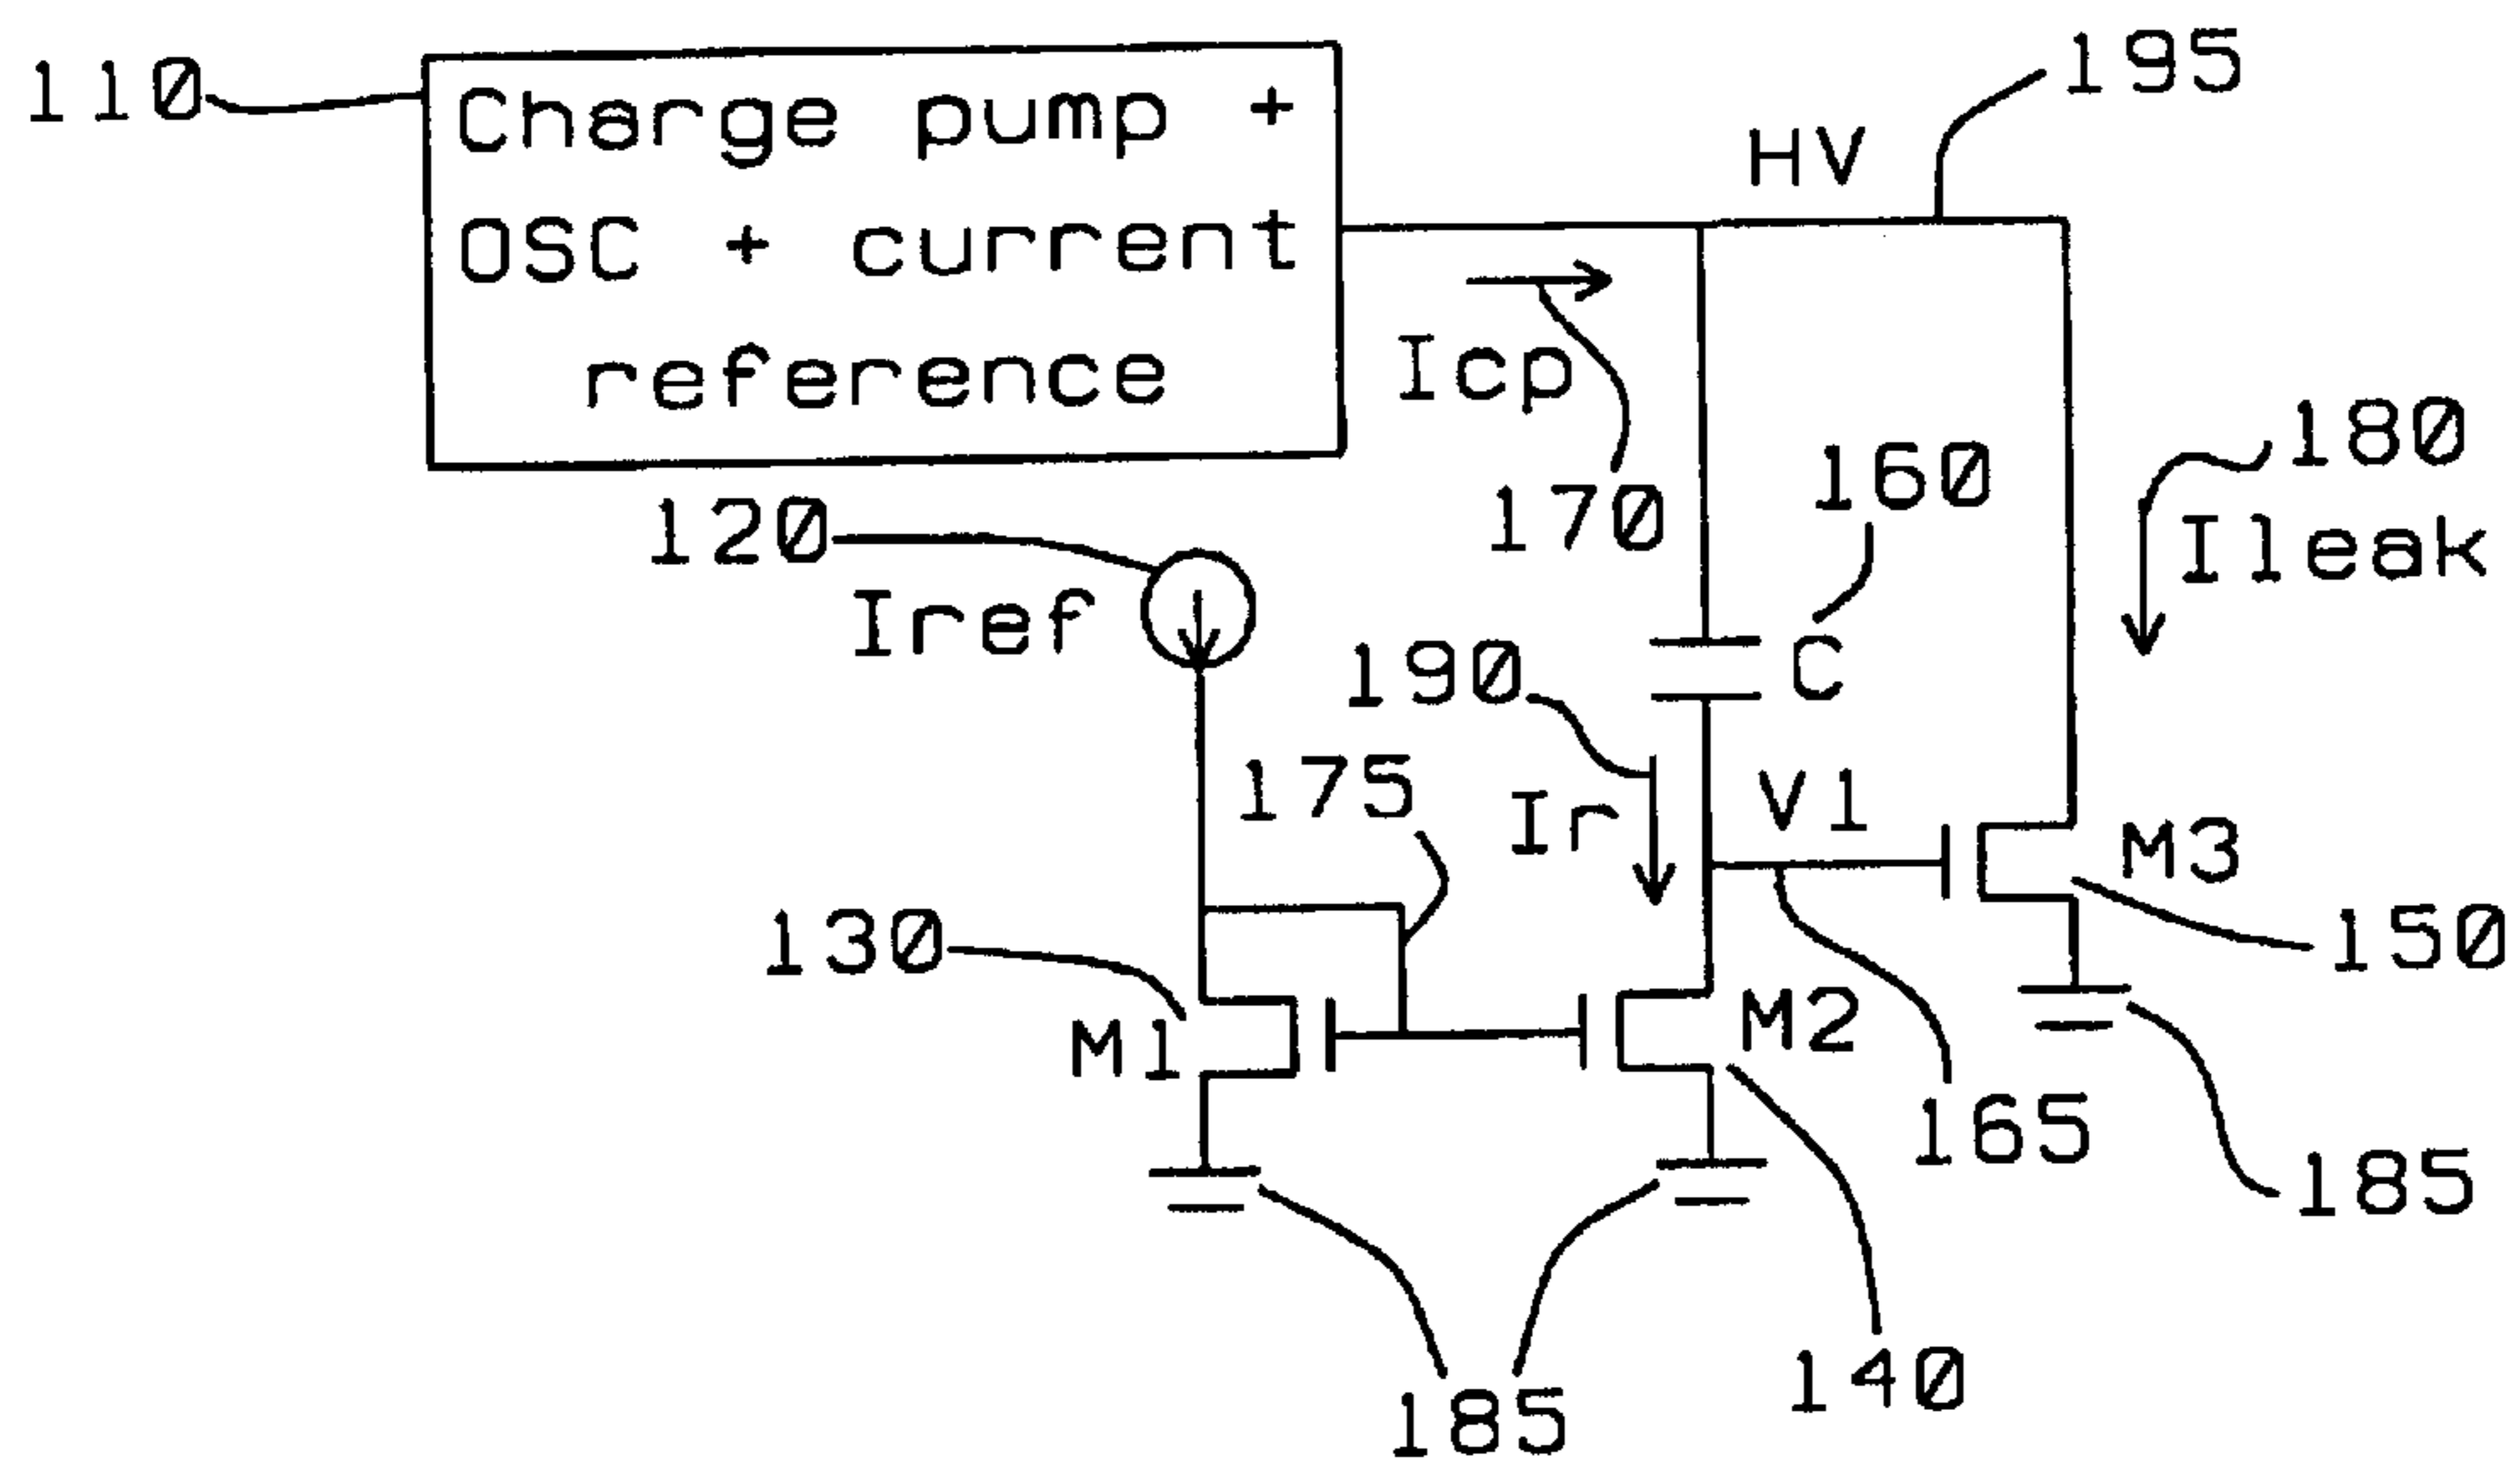 195
110
Charge pump +
HV
OSC + current
Icp
reference
180
160
170
120
Ileak
Iref
190
C
175
V1
Ir
M3
130
150
M2
M1
165
185
140
185